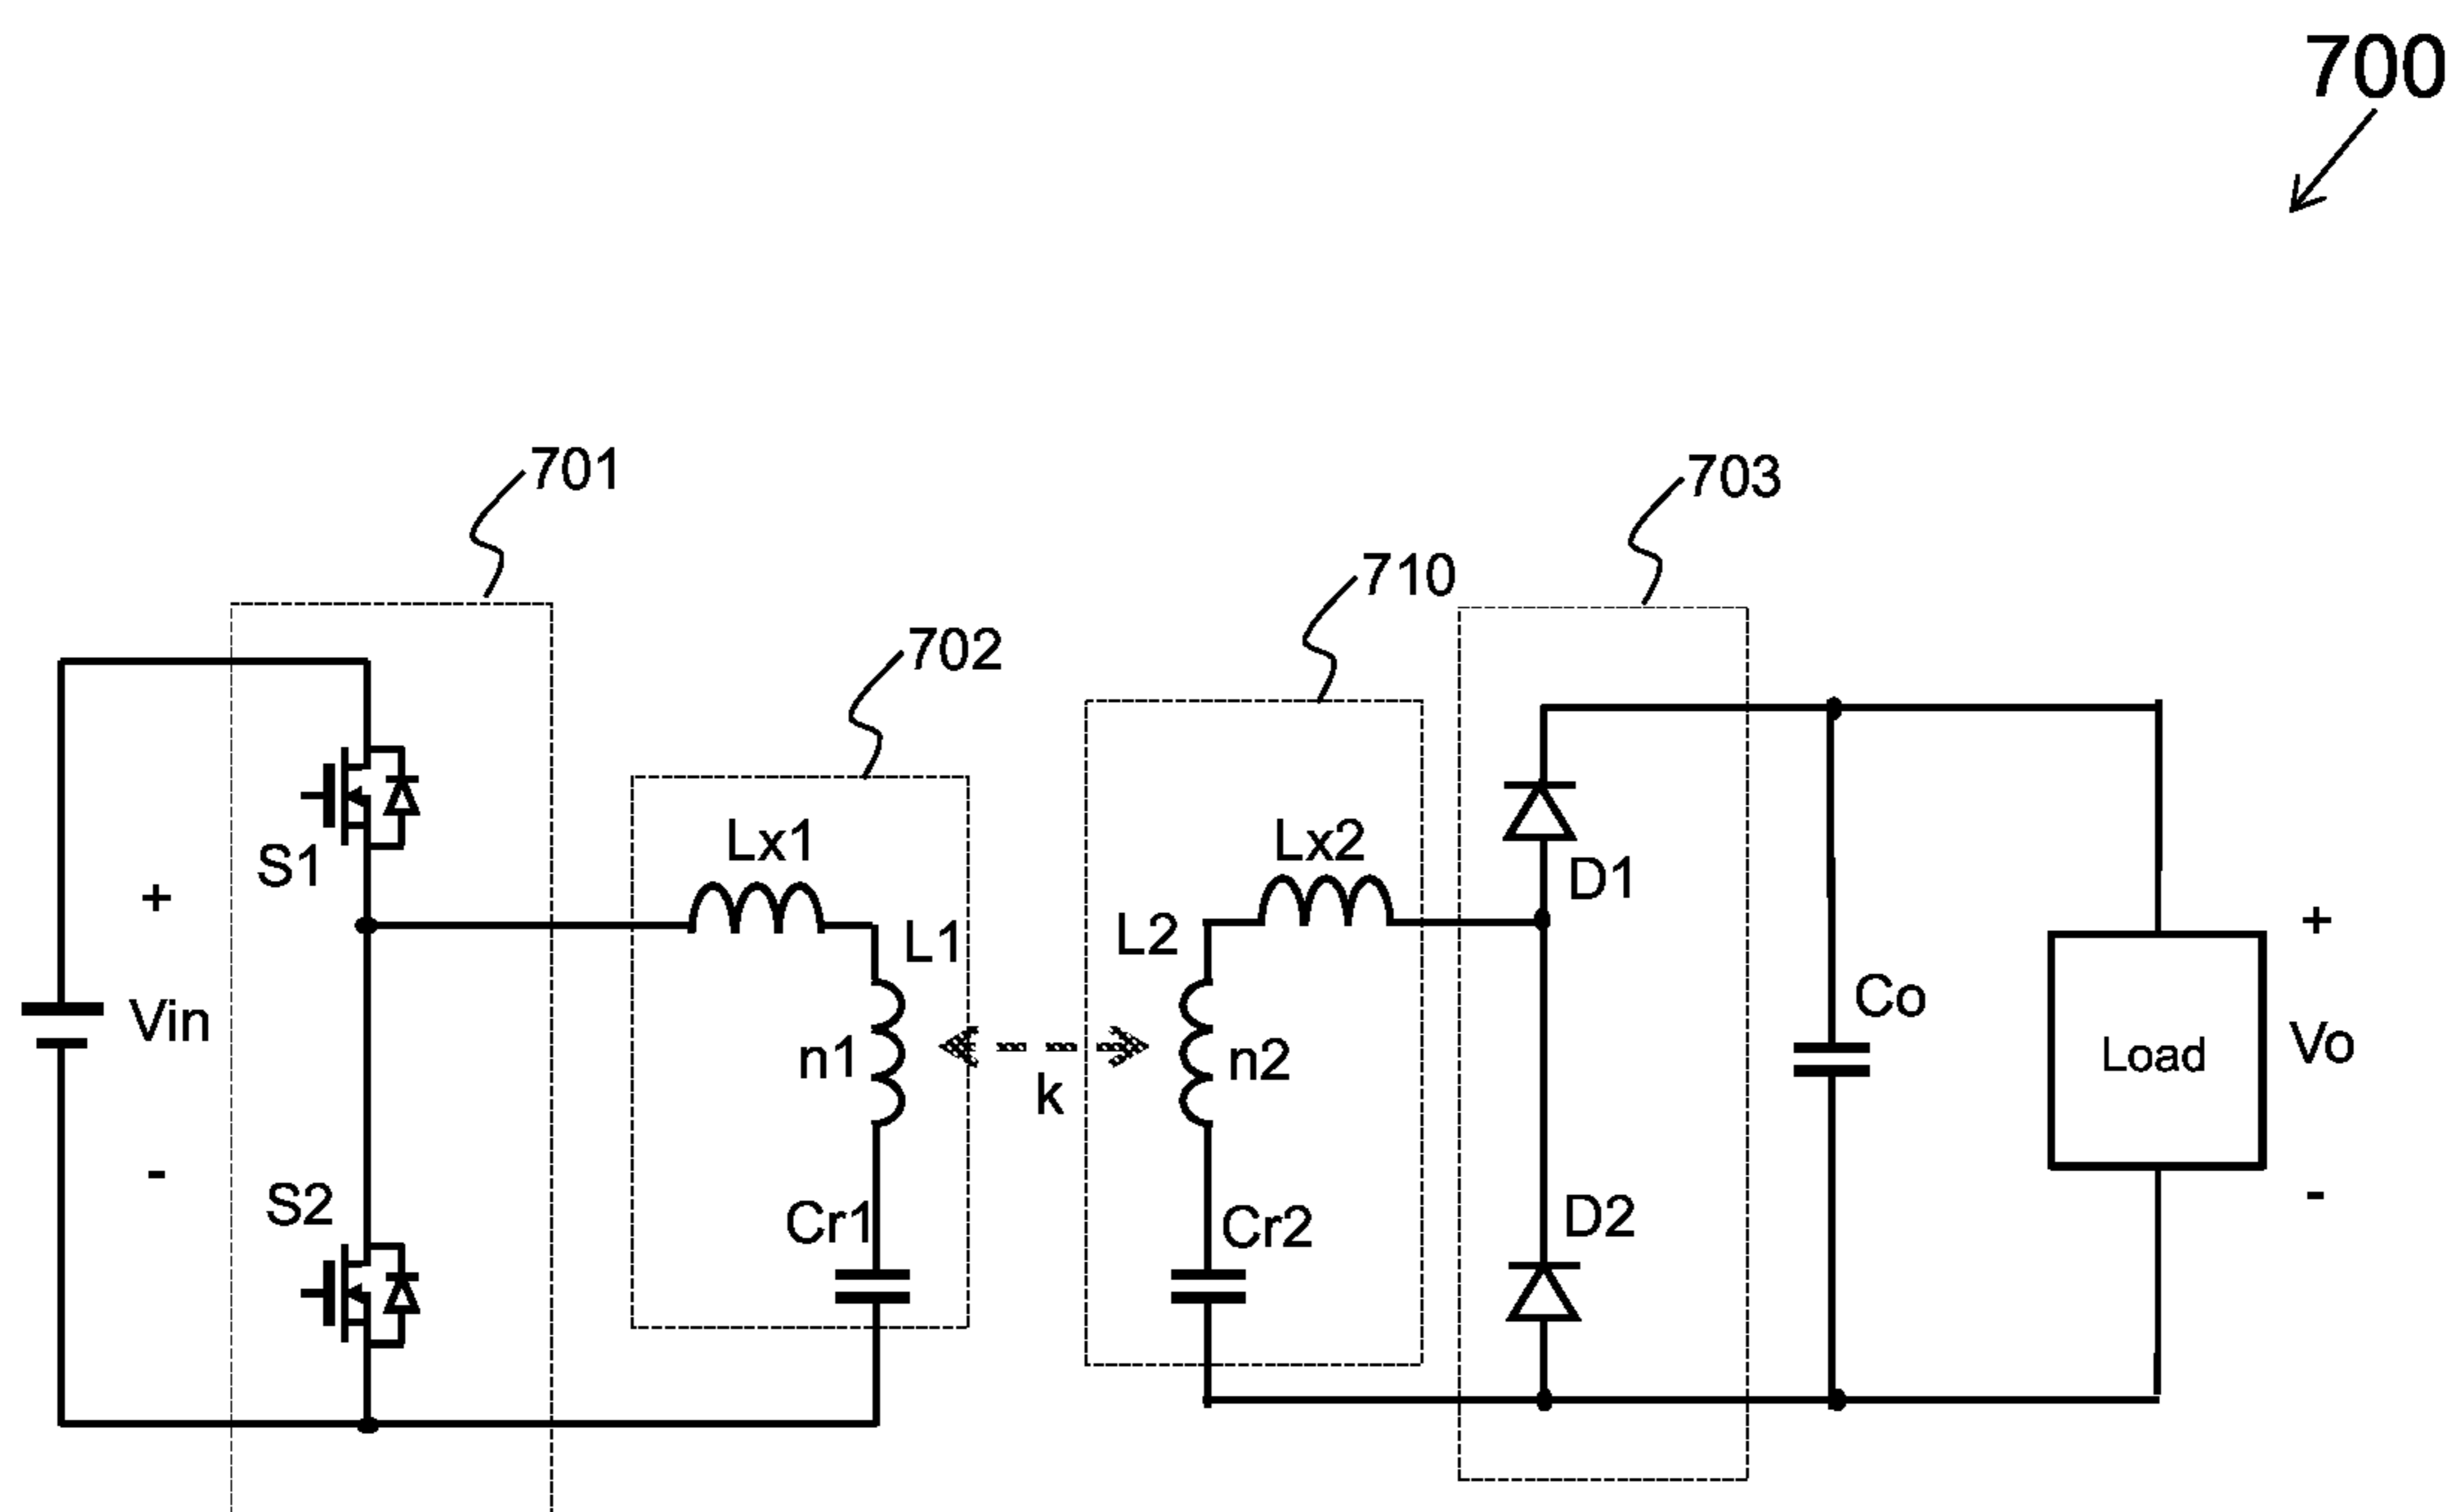 700
701
703
710
702
Lx1
Lx2
S1
D1
+
L1
L2
+
Vin
n1
k
n2
Co
Load
Vo
-
S2
Cr1
Cr2
D2
-